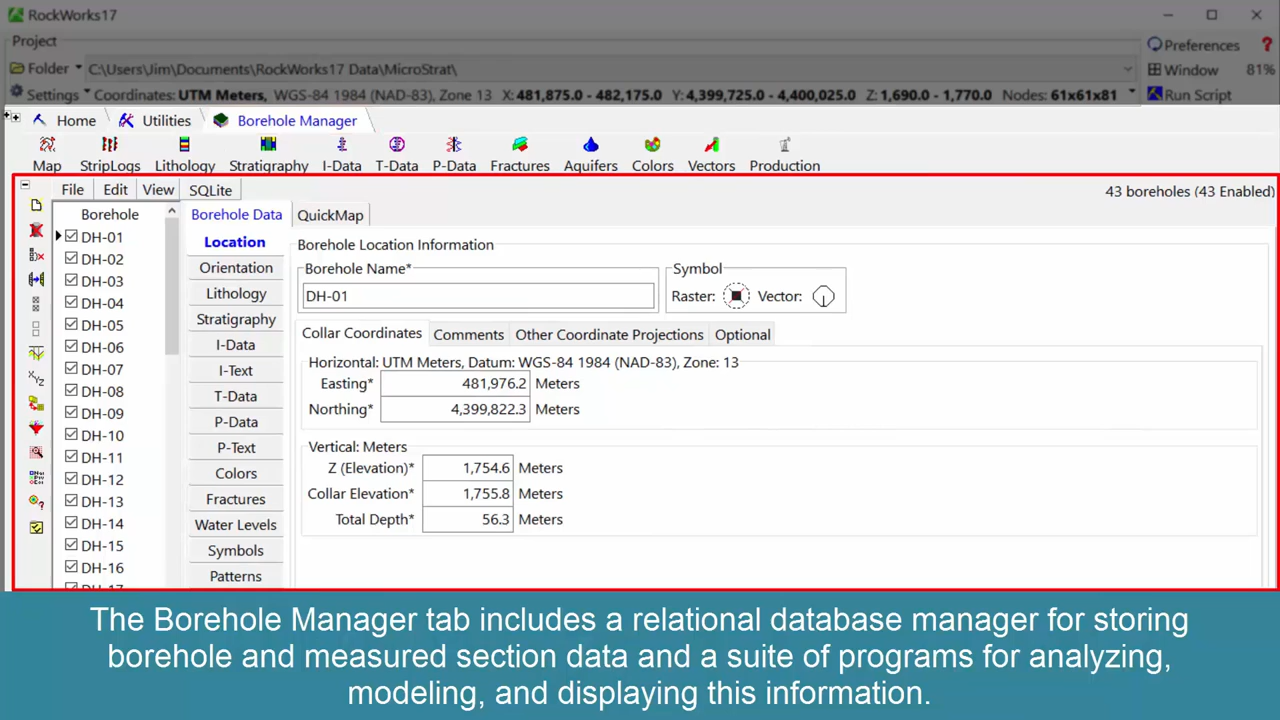 RockWorks17
Project
Folder C:\Users\Jim\Documents\RockWorks17 Data\MicroStrat\
Preferences ?
Window 81%
Settings Coordinates: UTM Meters, WGS-84 1984 (NAD-83), Zone 13 X: 481,875.0 - 482,175.0 Y: 4,399,725.0 - 4,400,025.0 Z: 1,690.0 - 1,770.0 Nodes: 61x61x81
Run Script
Home Utilities Borehole Manager
Map StripLogs Lithology Stratigraphy I-Data T-Data P-Data Fractures Aquifers Colors Vectors Production
File Edit View SQLite 43 boreholes (43 Enabled)
Borehole
DH-01
DH-02
DH-03
DH-04
DH-05
DH-06
DH-07
DH-08
DH-09
DH-10
DH-11
DH-12
DH-13
DH-14
DH-15
DH-16
DH-17
Borehole Data QuickMap
Location
Orientation
Lithology
Stratigraphy
I-Data
I-Text
T-Data
P-Data
P-Text
Colors
Fractures
Water Levels
Symbols
Patterns
Borehole Location Information
Borehole Name*
DH-01
Symbol
Raster: Vector:
Collar Coordinates Comments Other Coordinate Projections Optional
Horizontal: UTM Meters, Datum: WGS-84 1984 (NAD-83), Zone: 13
Easting* 481,976.2 Meters
Northing* 4,399,822.3 Meters
Vertical: Meters
Z (Elevation)* 1,754.6 Meters
Collar Elevation* 1,755.8 Meters
Total Depth* 56.3 Meters
The Borehole Manager tab includes a relational database manager for storing
borehole and measured section data and a suite of programs for analyzing,
modeling, and displaying this information.